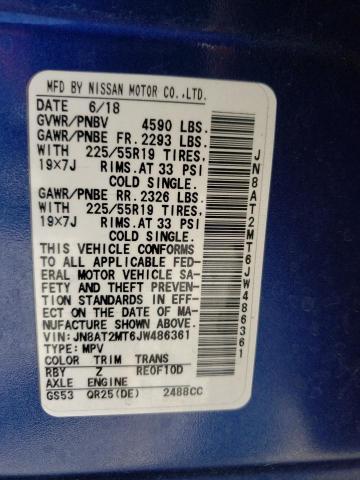 MFD BY NISSAN MOTOR CO.,LTD.
DATE 6/18
GVWR/PNBV 4590 LBS.
GAWR/PNBE FR. 2293 LBS.
WITH 225/55R19 TIRES,
19×7J RIMS.AT 33 PSI
COLD SINGLE.
GAWR/PNBE RR. 2326 LBS.
WITH 225/55R19 TIRES,
19×7J RIMS.AT 33 PSI
COLD SINGLE.
THIS VEHICLE CONFORMS
TO ALL APPLICABLE FED-
ERAL MOTOR VEHICLE SA-
FETY AND THEFT PREVENTION
STANDARDS IN EFF-
ECT ON THE DATE OF MA-
NUFACTURE SHOWN ABOVE.
VIN:JN8AT2MT6JW486361
TYPE:MPV
COLOR TRIM TRANS
RBY Z RE0F10D
AXLE ENGINE
GS53 QR25(DE) 2488CC
JN8AT2MT6JW486361